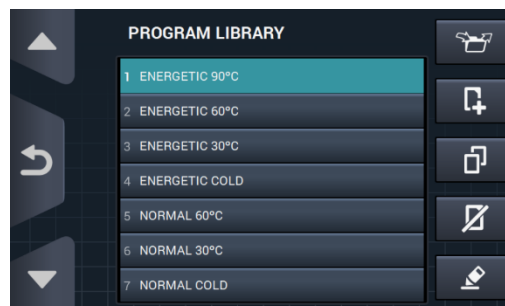 PROGRAM LIBRARY
1 ENERGETIC 90ºC
2 ENERGETIC 60ºC
3 ENERGETIC 30ºC
4 ENERGETIC COLD
5 NORMAL 60ºC
6 NORMAL 30ºC
7 NORMAL COLD